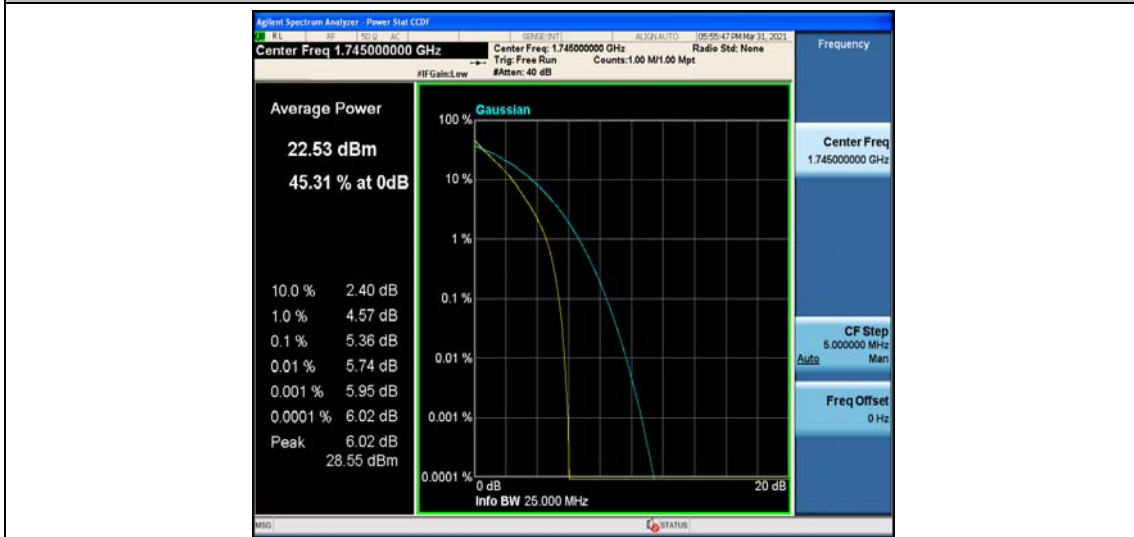 Agilent Spectrum Analyzer - Power Stat CCDF
RL RF 50 Ω AC SENSE:INT ALIGN AUTO 05:55:47 PM Mar 31, 2021
Center Freq 1.745000000 GHz
Center Freq: 1.745000000 GHz Radio Std: None
Trig: Free Run Counts:1.00 M/1.00 Mpt
#IFGain:Low #Atten: 40 dB
Frequency
Average Power
22.53 dBm
45.31 % at 0dB
10.0 % 2.40 dB
1.0 % 4.57 dB
0.1 % 5.36 dB
0.01 % 5.74 dB
0.001 % 5.95 dB
0.0001 % 6.02 dB
Peak 6.02 dB
28.55 dBm
Gaussian
100 %
10 %
1 %
0.1 %
0.01 %
0.001 %
0.0001 %
0 dB 20 dB
Info BW 25.000 MHz
Center Freq
1.745000000 GHz
CF Step
5.000000 MHz
Auto Man
Freq Offset
0 Hz
MSG STATUS